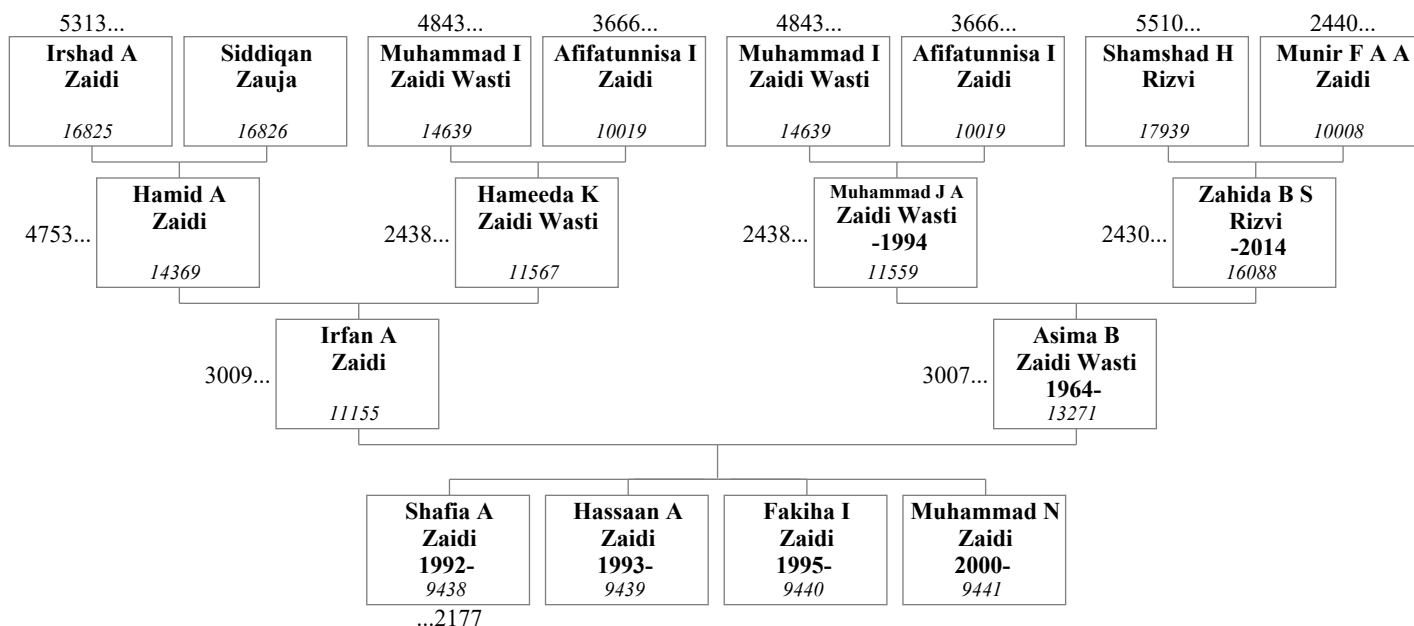 5313...
4843...
3666...
4843...
3666...
5510...
2440...
Irshad A
Zaidi
16825
Siddiqan
Zauja
16826
Muhammad I
Zaidi Wasti
14639
Afifatunnisa I
Zaidi
10019
Muhammad I
Zaidi Wasti
14639
Afifatunnisa I
Zaidi
10019
Shamshad H
Rizvi
17939
Munir F A A
Zaidi
10008
4753...
Hamid A
Zaidi
14369
2438...
Hameeda K
Zaidi Wasti
11567
2438...
Muhammad J A
Zaidi Wasti
-1994
11559
2430...
Zahida B S
Rizvi
-2014
16088
3009...
Irfan A
Zaidi
11155
3007...
Asima B
Zaidi Wasti
1964-
13271
Shafia A
Zaidi
1992-
9438
...2177
Hassaan A
Zaidi
1993-
9439
Fakiha I
Zaidi
1995-
9440
Muhammad N
Zaidi
2000-
9441